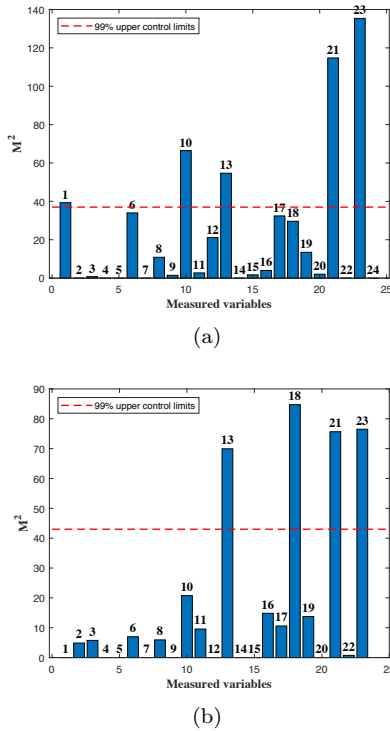 140
120
100
80
60
40
20
0
M²
99% upper control limits
1 2 3 4 5 6 7 8 9 10 11 12 13 14 15 16 17 18 19 20 21 22 23 24
0 5 10 15 20 25
Measured variables
(a)
90
80
70
60
50
40
30
20
10
0
M²
99% upper control limits
1 2 3 4 5 6 7 8 9 10 11 12 13 14 15 16 17 18 19 20 21 22 23
0 5 10 15 20 25
Measured variables
(b)